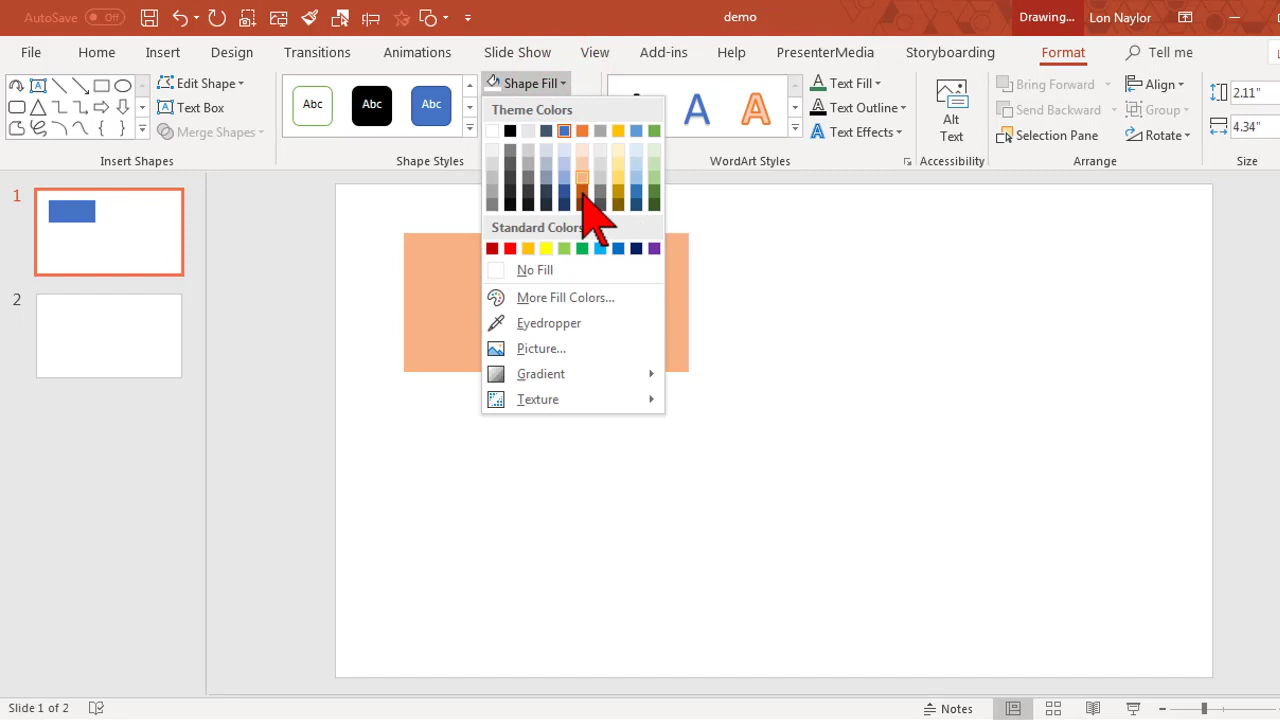 AutoSave Off demo Drawing... Lon Naylor
File Home Insert Design Transitions Animations Slide Show View Add-ins Help PresenterMedia Storyboarding Format Tell me
Edit Shape
Text Box
Merge Shapes
Insert Shapes
Abc Abc Abc
Shape Styles
Shape Fill
Theme Colors
Standard Colors
No Fill
More Fill Colors...
Eyedropper
Picture...
Gradient
Texture
Text Fill
Text Outline
Text Effects
WordArt Styles
Alt
Text
Accessibility
Bring Forward
Send Backward
Selection Pane
Align
Group
Rotate
Arrange
2.11"
4.34"
Size
1
2
Slide 1 of 2
Notes